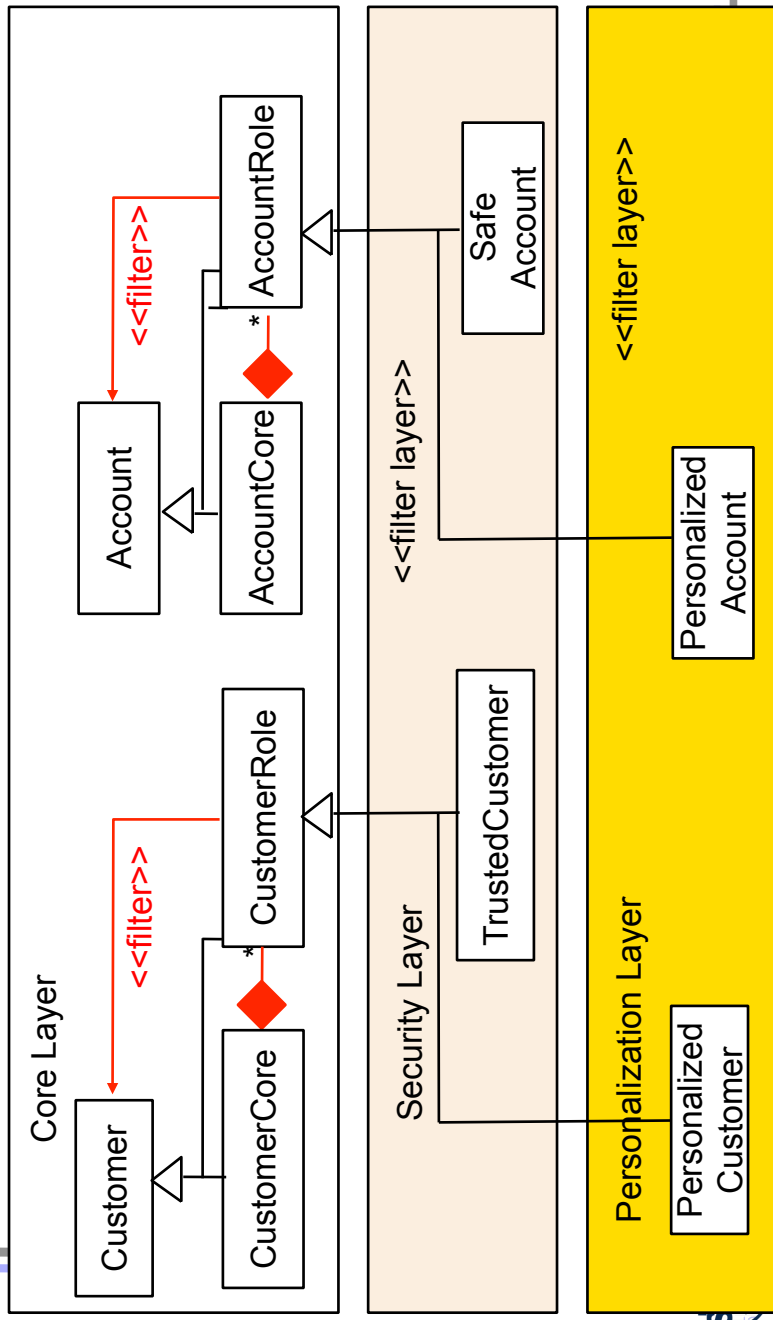 Core Layer
<<filter>>
<<filter>>
Customer
Account
CustomerCore
*
CustomerRole
AccountCore
*
AccountRole
Security Layer
<<filter layer>>
TrustedCustomer
Safe
Account
Personalization Layer
<<filter layer>>
Personalized
Customer
Personalized
Account